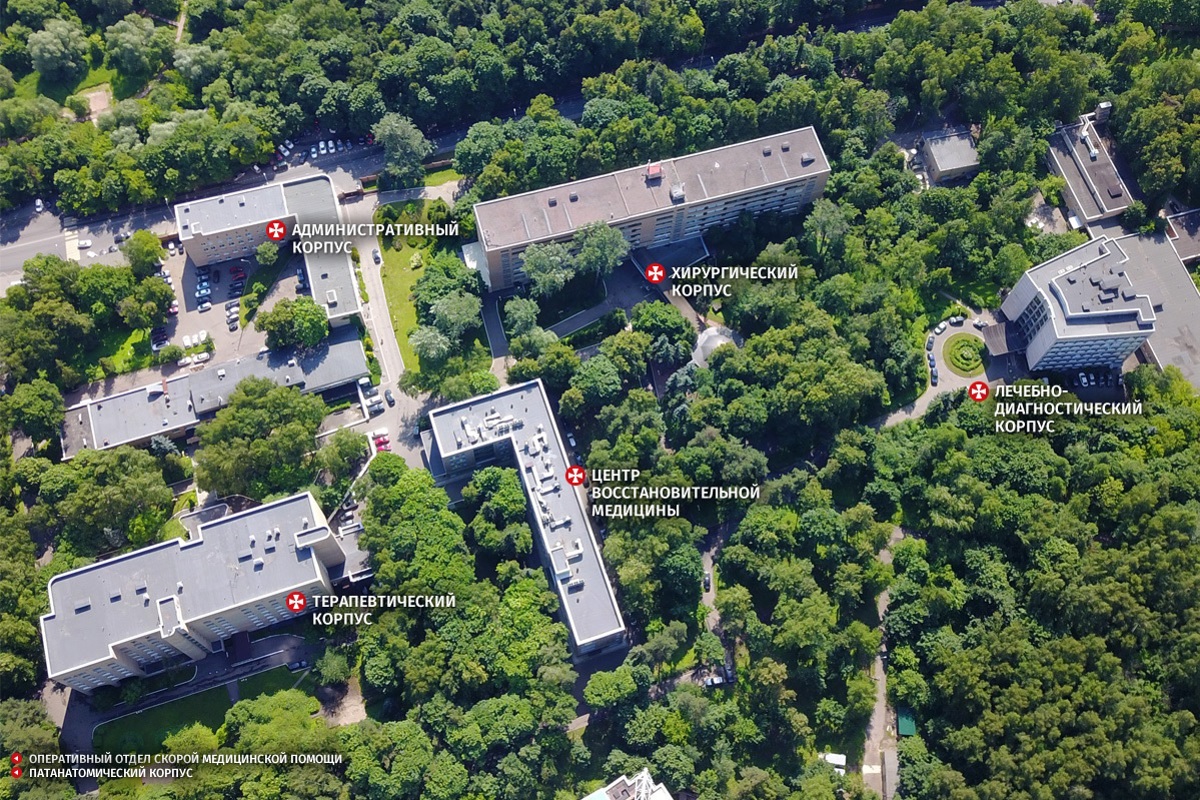 АДМИНИСТРАТИВНЫЙ
КОРПУС
ХИРУРГИЧЕСКИЙ
КОРПУС
ЛЕЧЕБНО-
ДИАГНОСТИЧЕСКИЙ
КОРПУС
ЦЕНТР
ВОССТАНОВИТЕЛЬНОЙ
МЕДИЦИНЫ
ТЕРАПЕВТИЧЕСКИЙ
КОРПУС
ОПЕРАТИВНЫЙ ОТДЕЛ СКОРОЙ МЕДИЦИНСКОЙ ПОМОЩИ
ПАТАНАТОМИЧЕСКИЙ КОРПУС